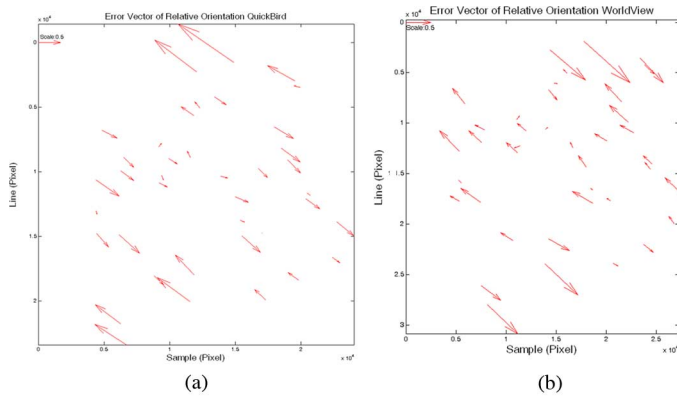 Error Vector of Relative Orientation QuickBird
x 10⁴
0
Scale:0.5
0.5
1
1.5
2
Line (Pixel)
0
0.5
1
1.5
2
Sample (Pixel)
x 10⁴
(a)
Error Vector of Relative Orientation WorldView
x 10⁴
0
Scale:0.5
0.5
1
1.5
2
2.5
3
Line (Pixel)
0
0.5
1
1.5
2
2.5
Sample (Pixel)
x 10⁴
(b)